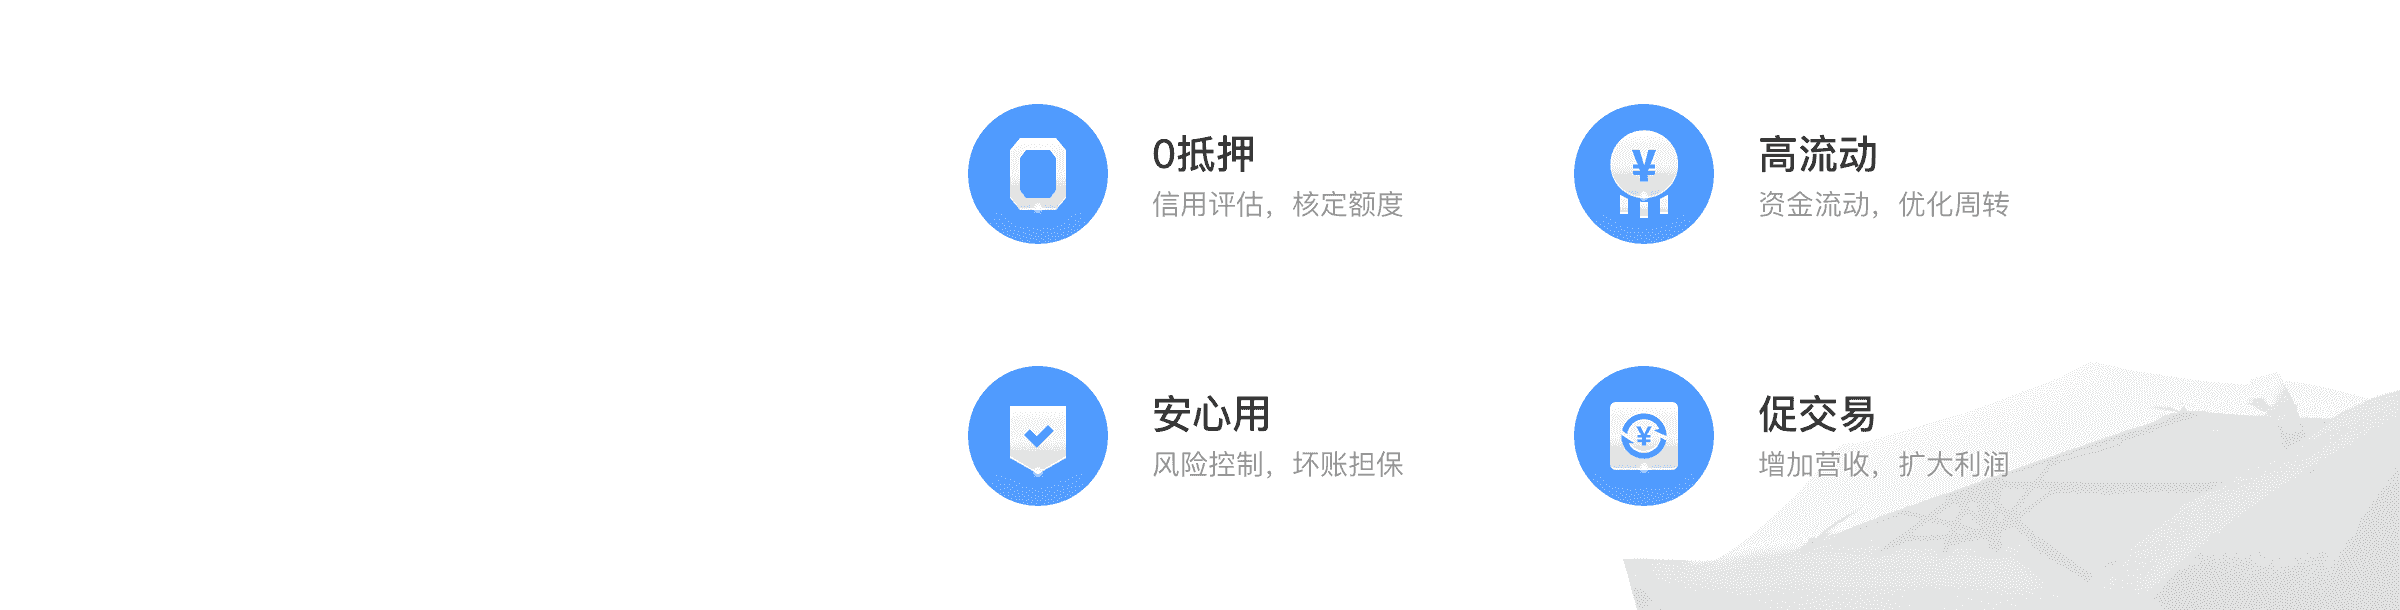 0抵押
信用评估，核定额度
高流动
资金流动，优化周转
安心用
风险控制，坏账担保
促交易
增加营收，扩大利润